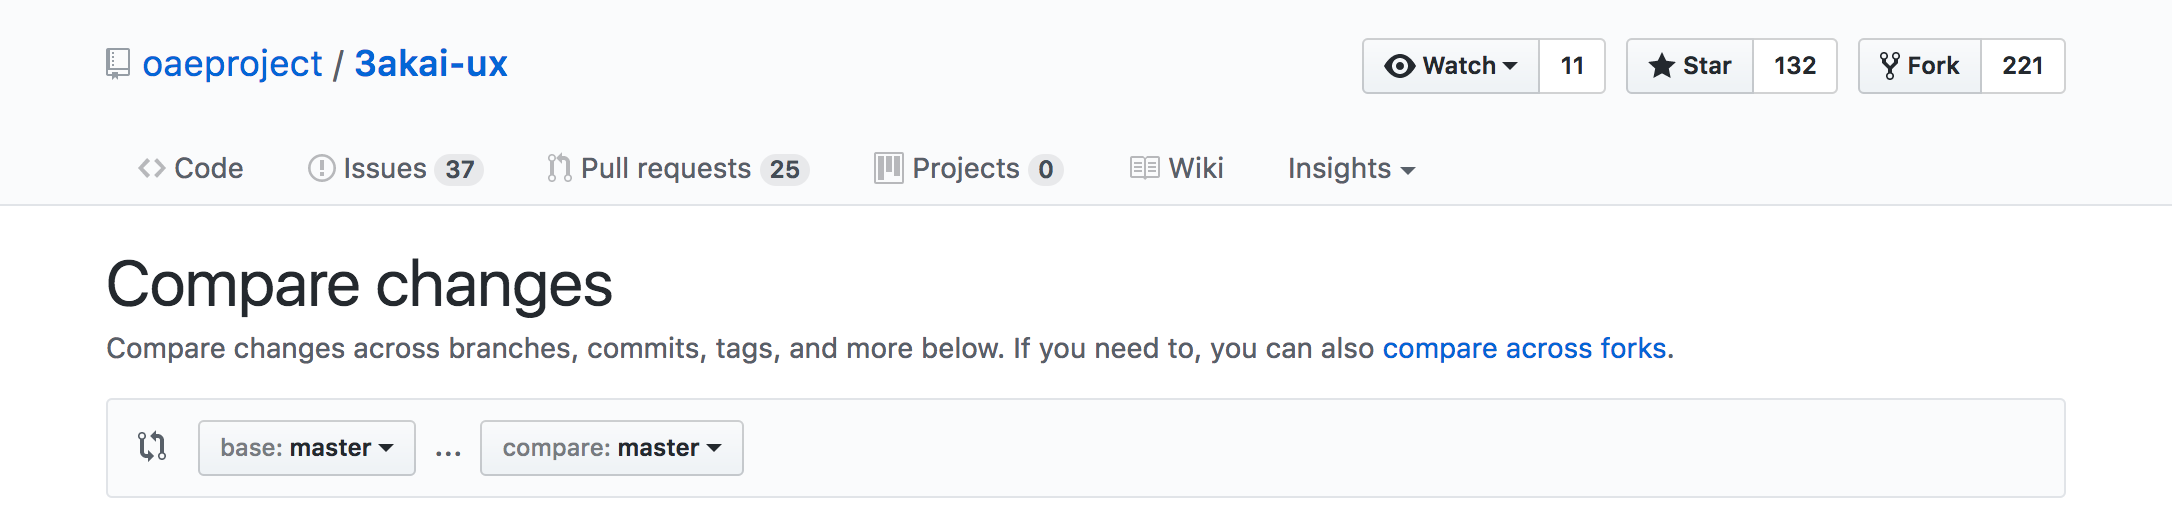 oaeproject / 3akai-ux
Watch 11 Star 132 Fork 221
Code Issues 37 Pull requests 25 Projects 0 Wiki Insights
Compare changes
Compare changes across branches, commits, tags, and more below. If you need to, you can also compare across forks.
base: master ... compare: master